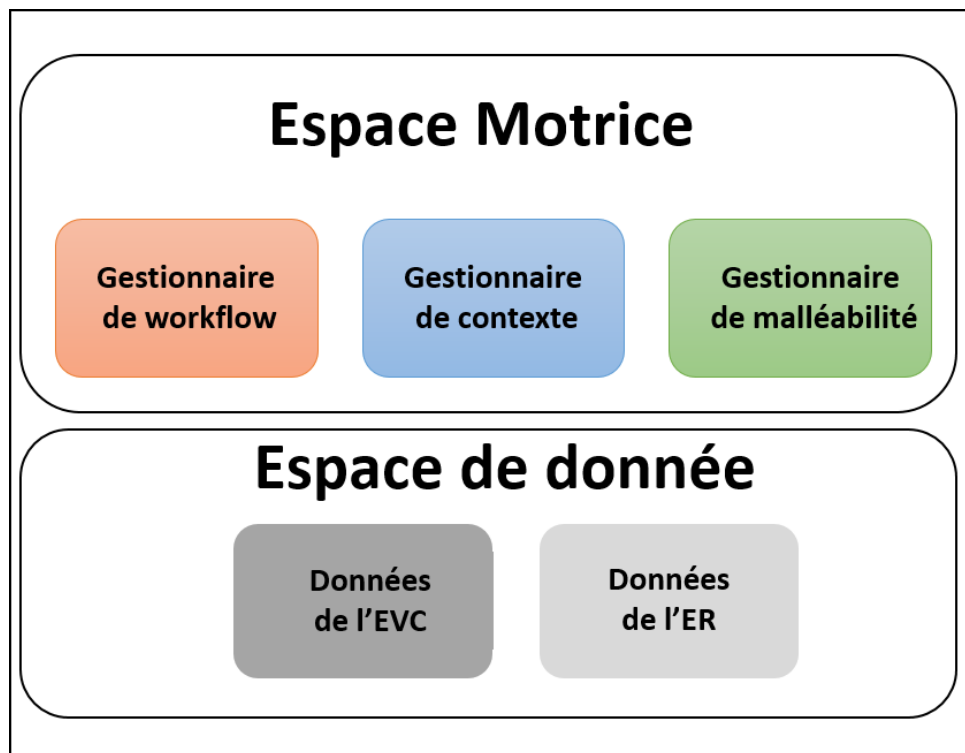 Espace Motrice
Gestionnaire
de workflow
Gestionnaire
de contexte
Gestionnaire
de malléabilité
Espace de donnée
Données
de l’EVC
Données
de l’ER